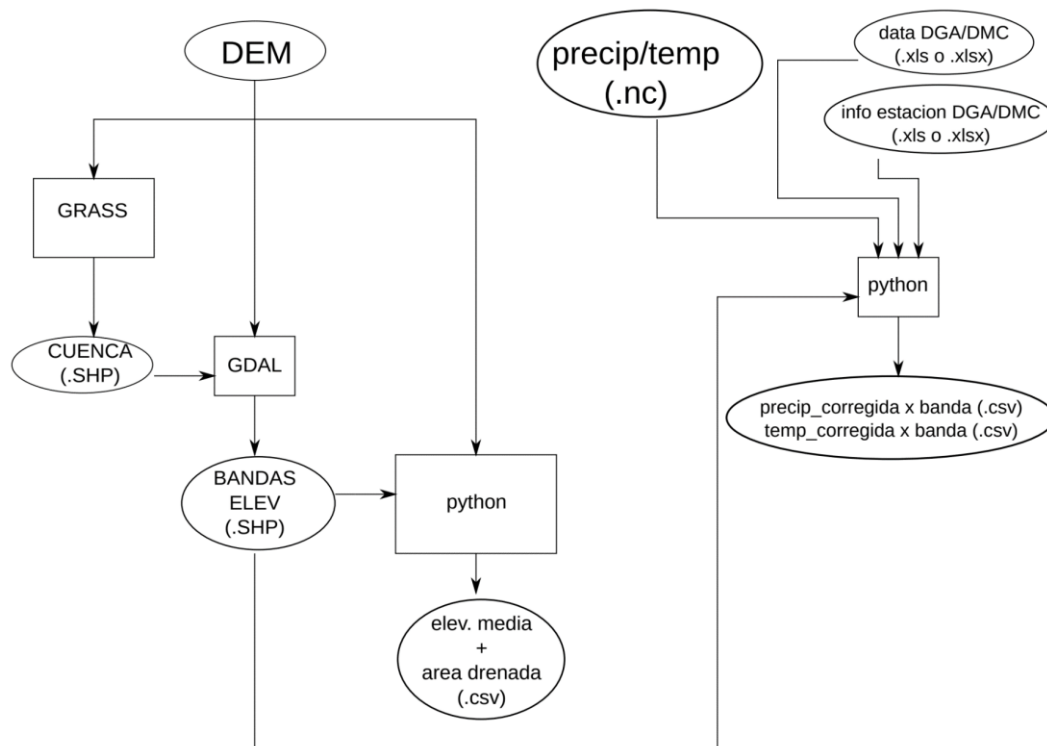 DEM
precip/temp
(.nc)
data DGA/DMC
(.xls o .xlsx)
info estacion DGA/DMC
(.xls o .xlsx)
GRASS
python
CUENCA
(.SHP)
GDAL
precip_corregida x banda (.csv)
temp_corregida x banda (.csv)
BANDAS
ELEV
(.SHP)
python
elev. media
+
area drenada
(.csv)